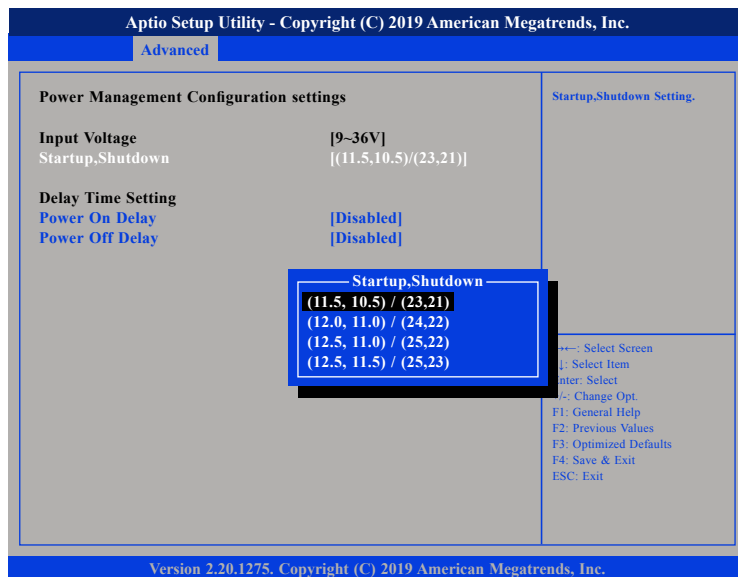 Aptio Setup Utility - Copyright (C) 2019 American Megatrends, Inc.
Advanced
Power Management Configuration settings
Input Voltage [9~36V]
Startup,Shutdown [(11.5,10.5)/(23,21)]
Delay Time Setting
Power On Delay [Disabled]
Power Off Delay [Disabled]
Startup,Shutdown
(11.5, 10.5) / (23,21)
(12.0, 11.0) / (24,22)
(12.5, 11.0) / (25,22)
(12.5, 11.5) / (25,23)
Startup,Shutdown Setting.
→←: Select Screen
↓: Select Item
nter: Select
/-: Change Opt.
F1: General Help
F2: Previous Values
F3: Optimized Defaults
F4: Save & Exit
ESC: Exit
Version 2.20.1275. Copyright (C) 2019 American Megatrends, Inc.